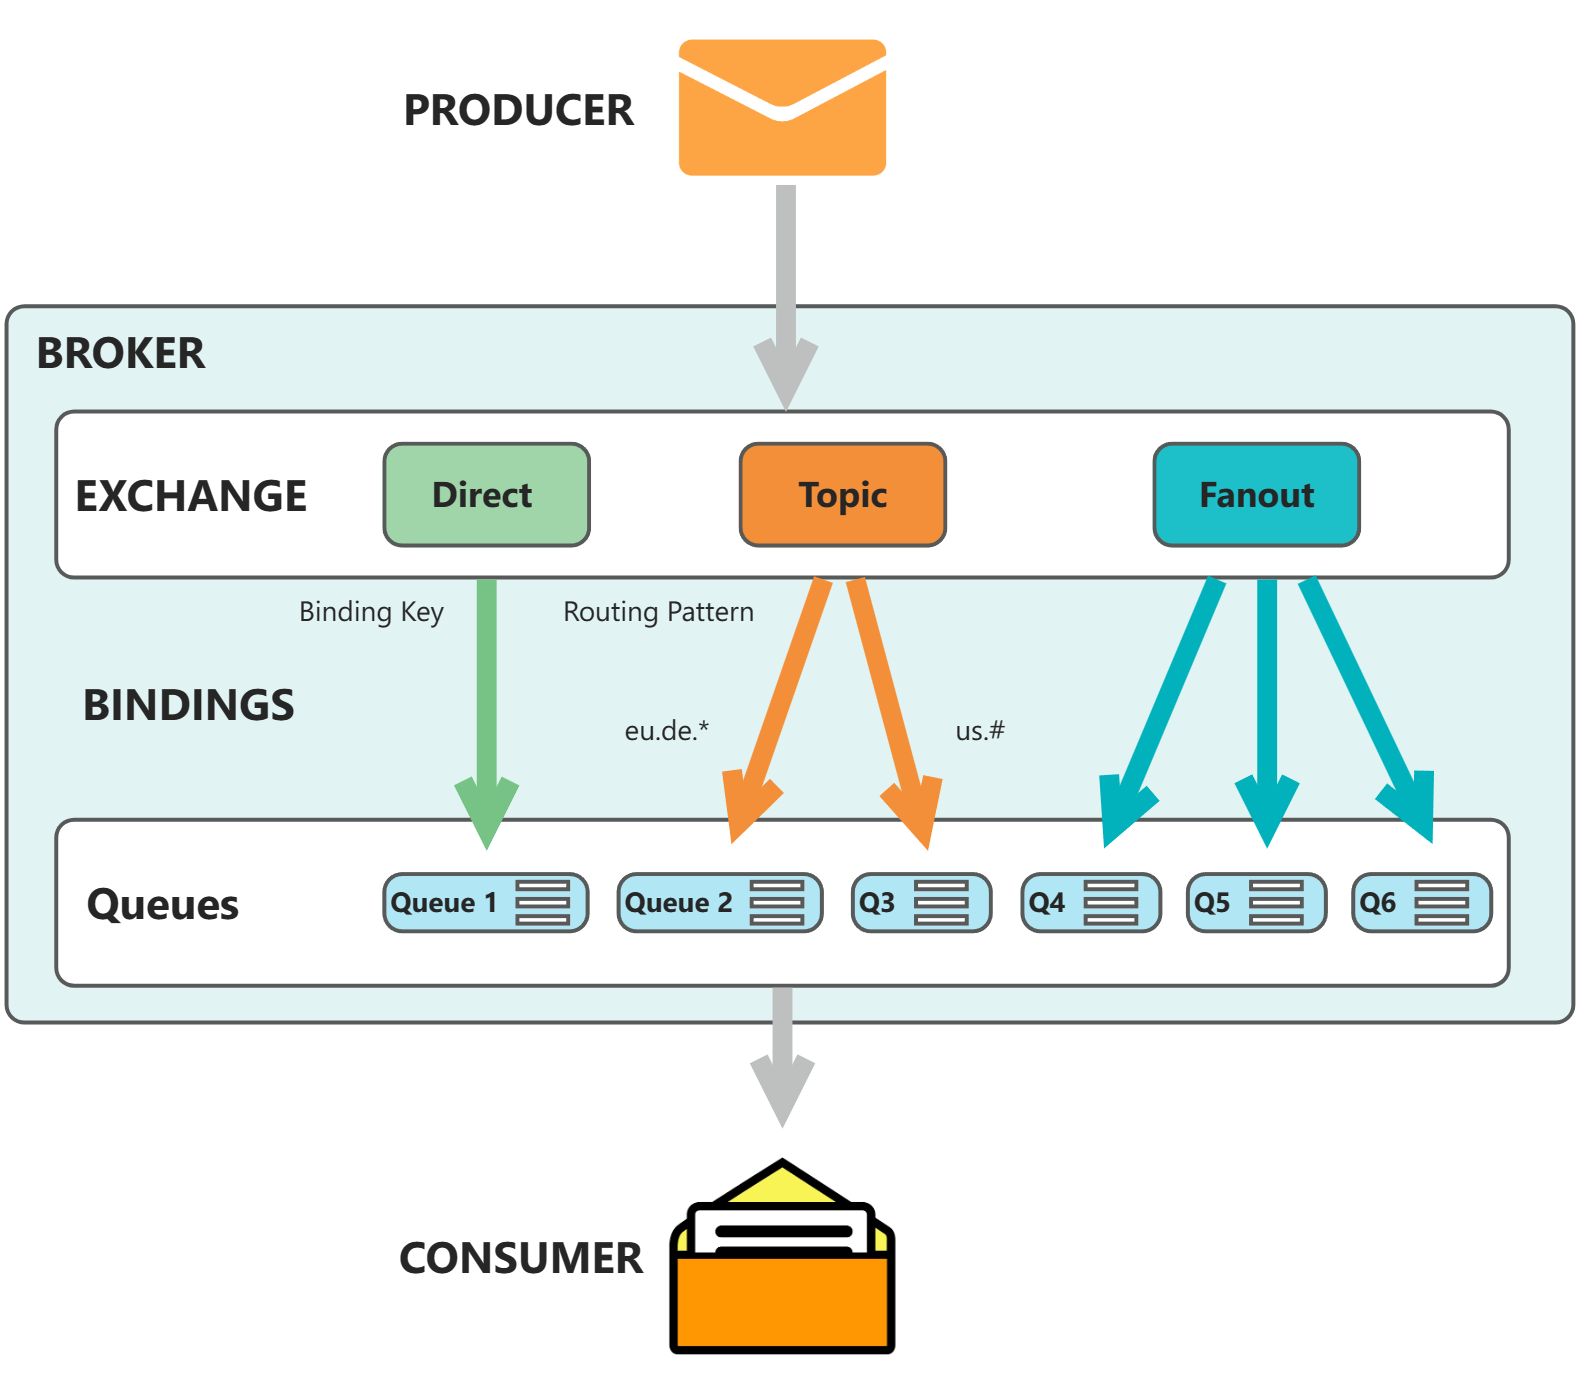 PRODUCER
BROKER
EXCHANGE
Direct
Topic
Fanout
Binding Key
Routing Pattern
BINDINGS
eu.de.*
us.#
Queues
Queue 1
Queue 2
Q3
Q4
Q5
Q6
CONSUMER